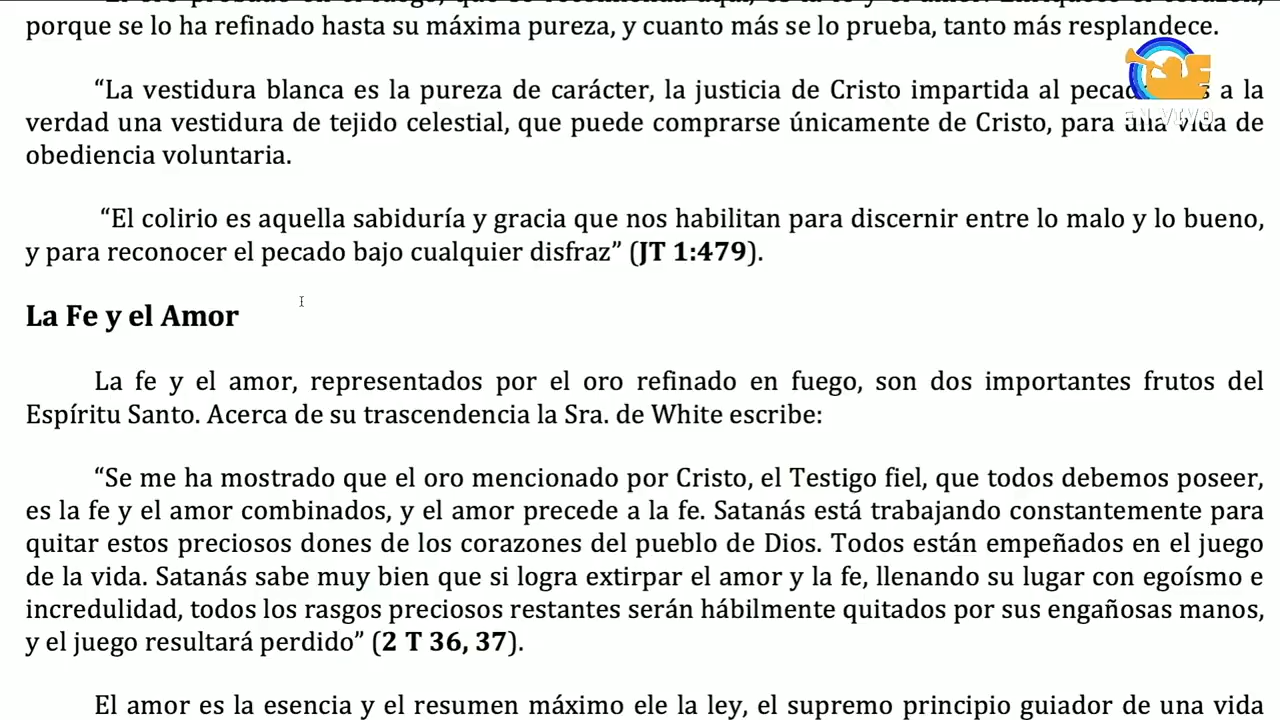 porque se lo ha refinado hasta su máxima pureza, y cuanto más se lo prueba, tanto más resplandece.
“La vestidura blanca es la pureza de carácter, la justicia de Cristo impartida al a la
verdad una vestidura de tejido celestial, que puede comprarse únicamente de Cristo, para una vida de
obediencia voluntaria.
“El colirio es aquella sabiduría y gracia que nos habilitan para discernir entre lo malo y lo bueno,
y para reconocer el pecado bajo cualquier disfraz” (JT 1:479).
La Fe y el Amor
La fe y el amor, representados por el oro refinado en fuego, son dos importantes frutos del
Espíritu Santo. Acerca de su trascendencia la Sra. de White escribe:
“Se me ha mostrado que el oro mencionado por Cristo, el Testigo fiel, que todos debemos poseer,
es la fe y el amor combinados, y el amor precede a la fe. Satanás está trabajando constantemente para
quitar estos preciosos dones de los corazones del pueblo de Dios. Todos están empeñados en el juego
de la vida. Satanás sabe muy bien que si logra extirpar el amor y la fe, llenando su lugar con egoísmo e
incredulidad, todos los rasgos preciosos restantes serán hábilmente quitados por sus engañosas manos,
y el juego resultará perdido” (2 T 36, 37).
El amor es la esencia y el resumen máximo ele la ley, el supremo principio guiador de una vida
EN VIVO